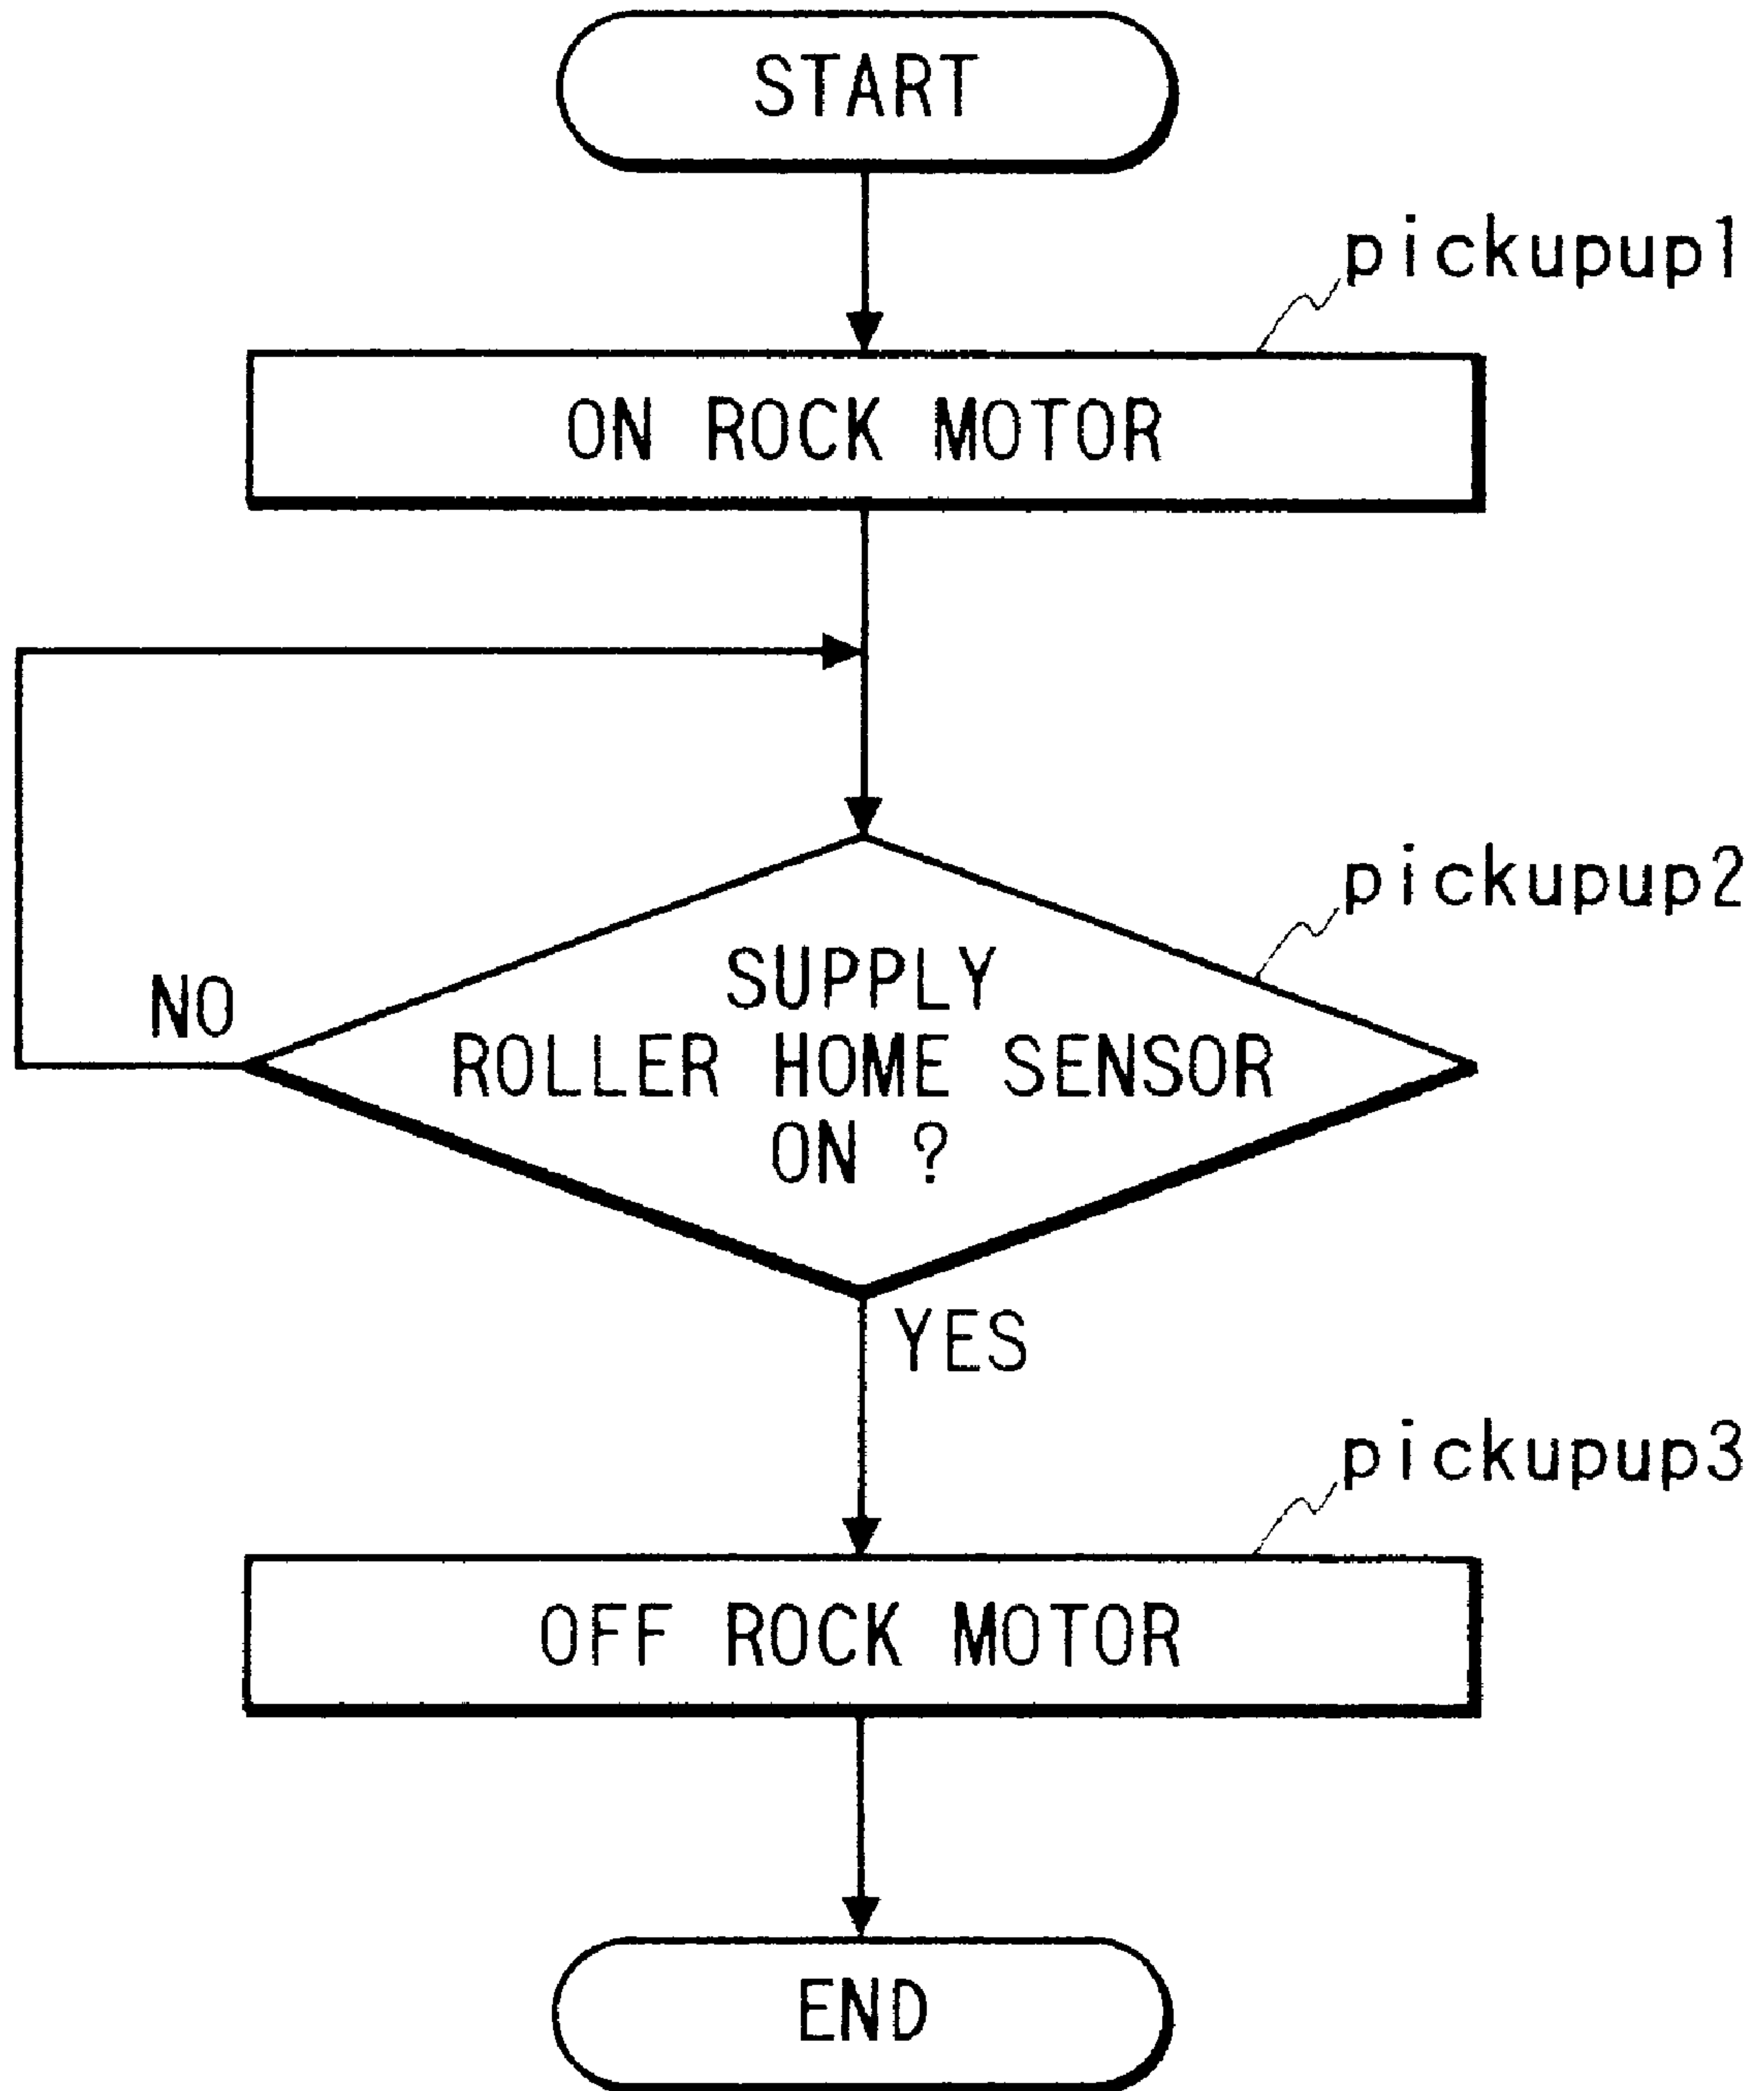 START
pickupup1
ON ROCK MOTOR
pickupup2
SUPPLY
ROLLER HOME SENSOR
ON ?
NO
YES
pickupup3
OFF ROCK MOTOR
END